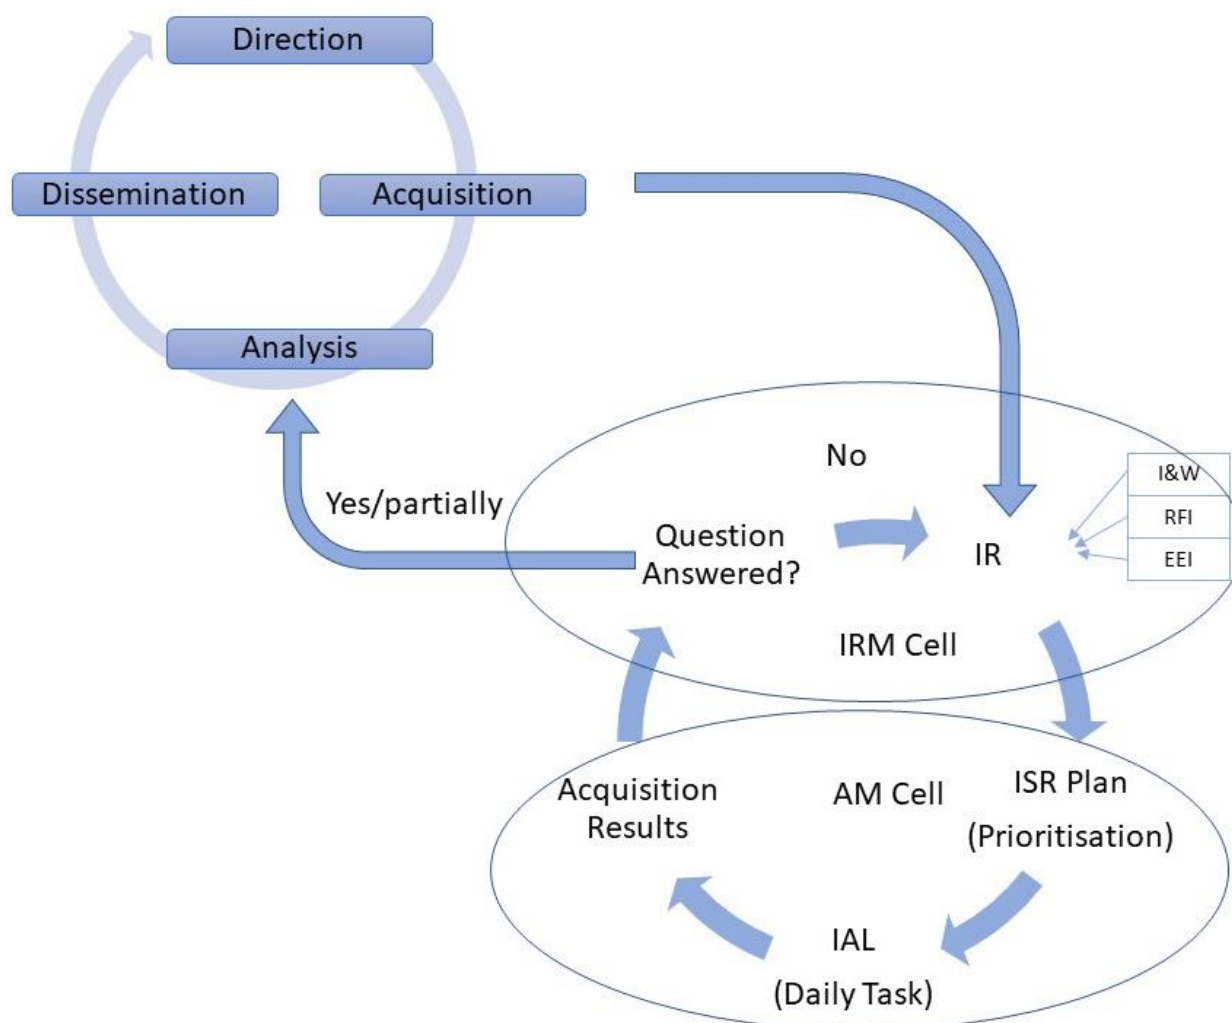 Direction
Dissemination
Acquisition
Analysis
No
I&W
Yes/partially
RFI
Question
Answered?
IR
EEI
IRM Cell
Acquisition
Results
AM Cell
ISR Plan
(Prioritisation)
IAL
(Daily Task)